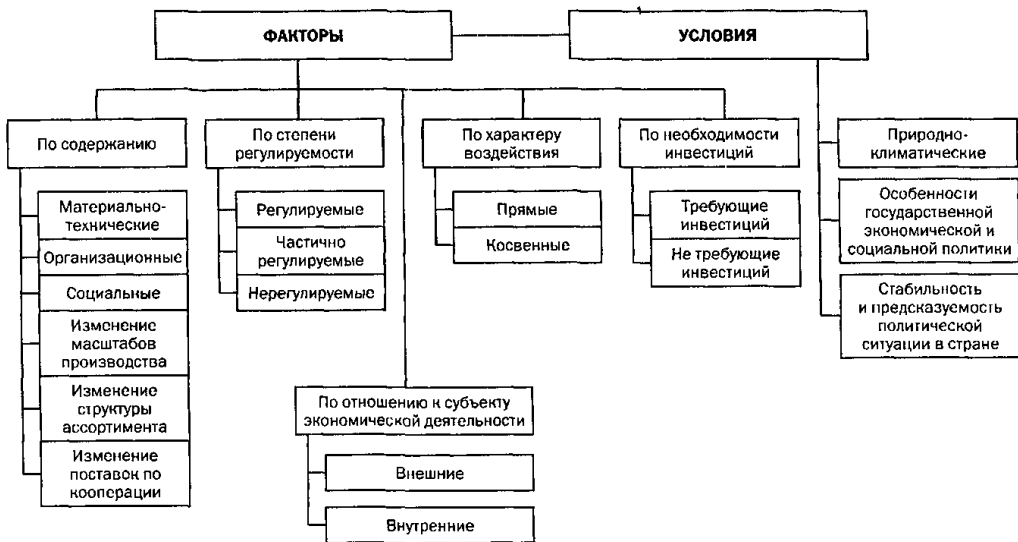 ФАКТОРЫ
УСЛОВИЯ
По содержанию
Материально-
технические
Организационные
Социальные
Изменение
масштабов
производства
Изменение
структуры
ассортимента
Изменение
поставок по
кооперации
По степени
регулируемости
Регулируемые
Частично
регулируемые
Нерегулируемые
По отношению к субъекту
экономической деятельности
Внешние
Внутренние
По характеру
воздействия
Прямые
Косвенные
По необходимости
инвестиций
Требующие
инвестиций
Не требующие
инвестиций
Природно-
климатические
Особенности
государственной
экономической и
социальной политики
Стабильность
и предсказуемость
политической
ситуации в стране